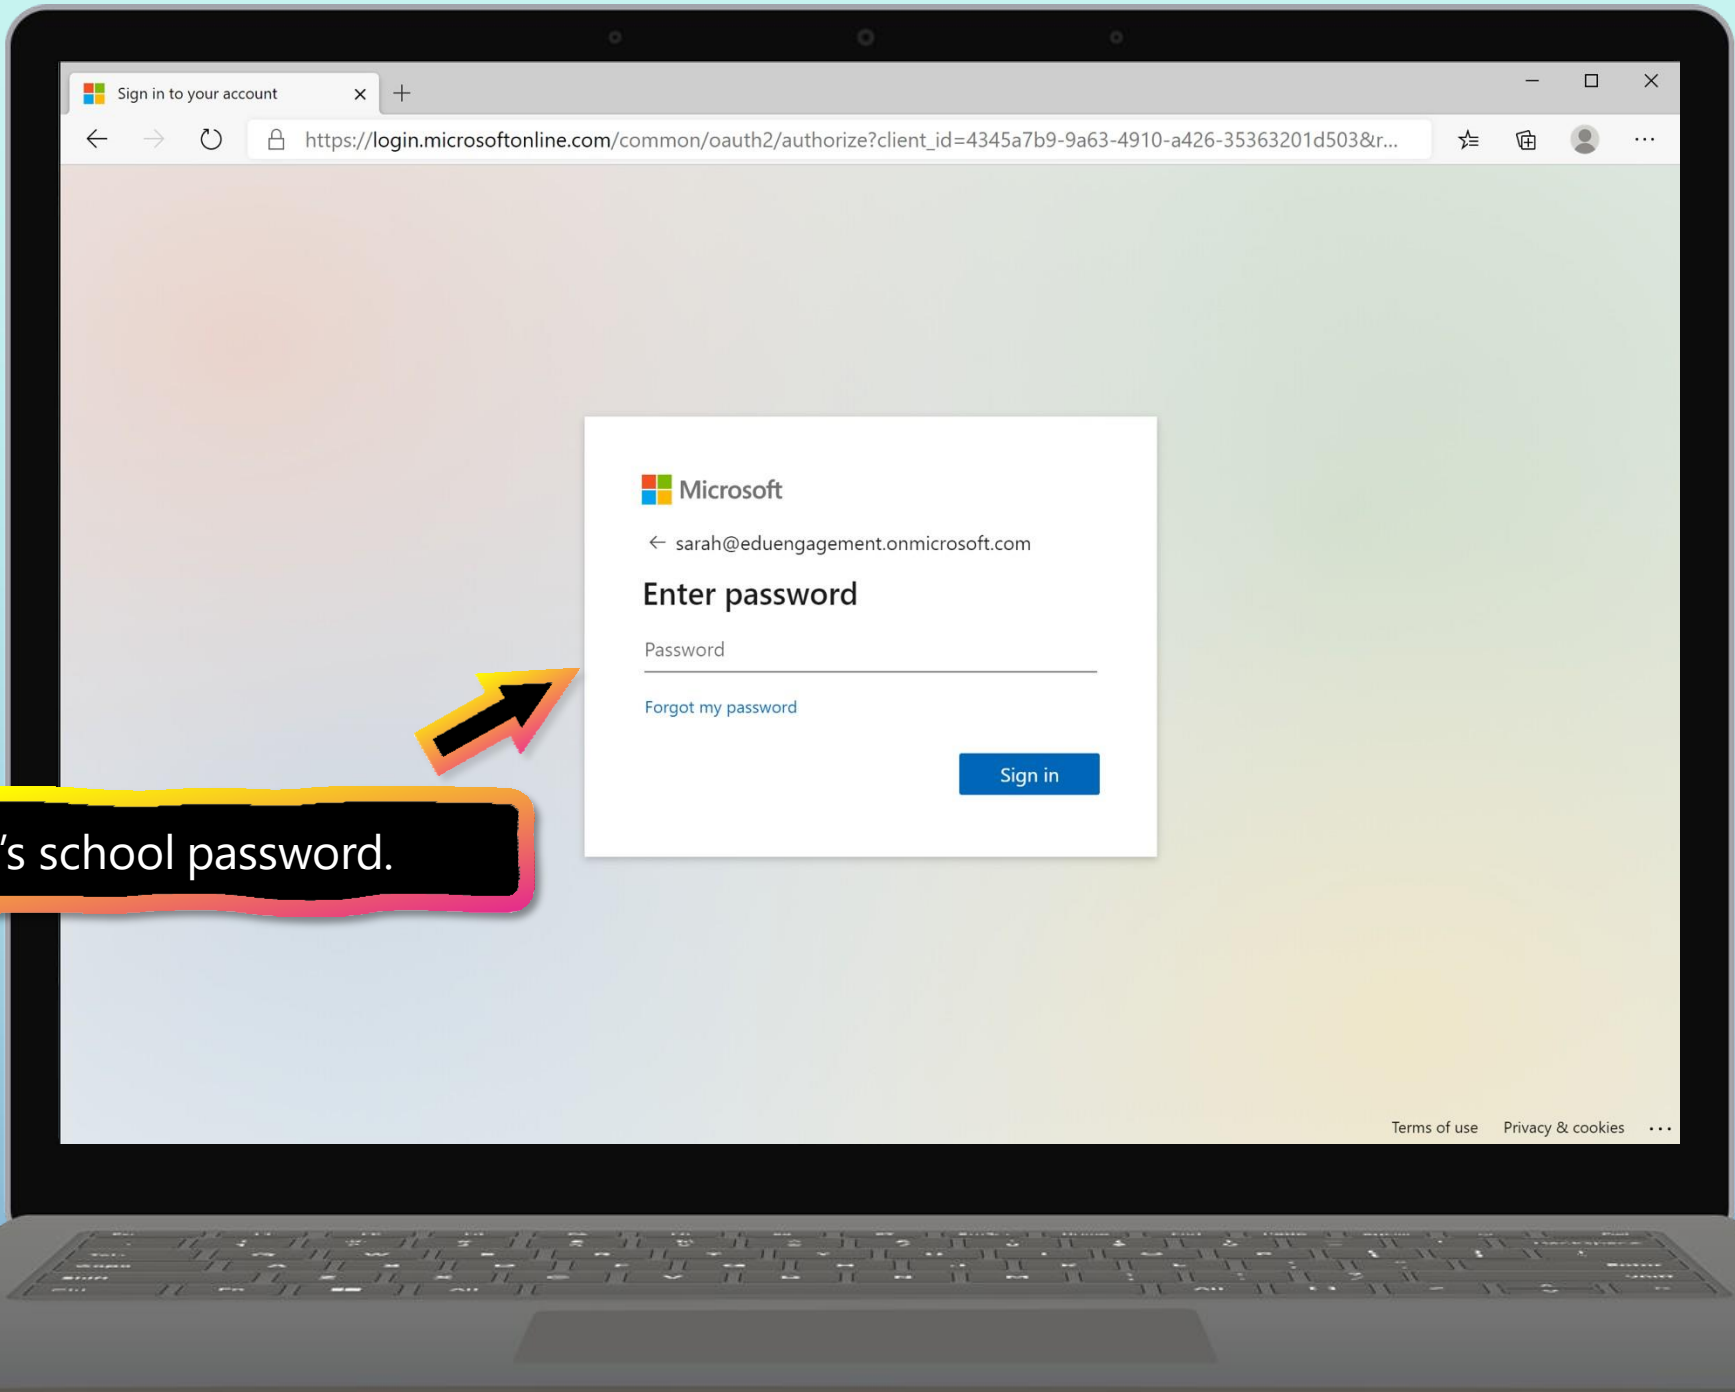 Sign in to your account
https://login.microsoftonline.com/common/oauth2/authorize?client_id=4345a7b9-9a63-4910-a426-35363201d503&r...
Microsoft
sarah@eduengagement.onmicrosoft.com
Enter password
Password
Forgot my password
Sign in
's school password.
Terms of use Privacy & cookies